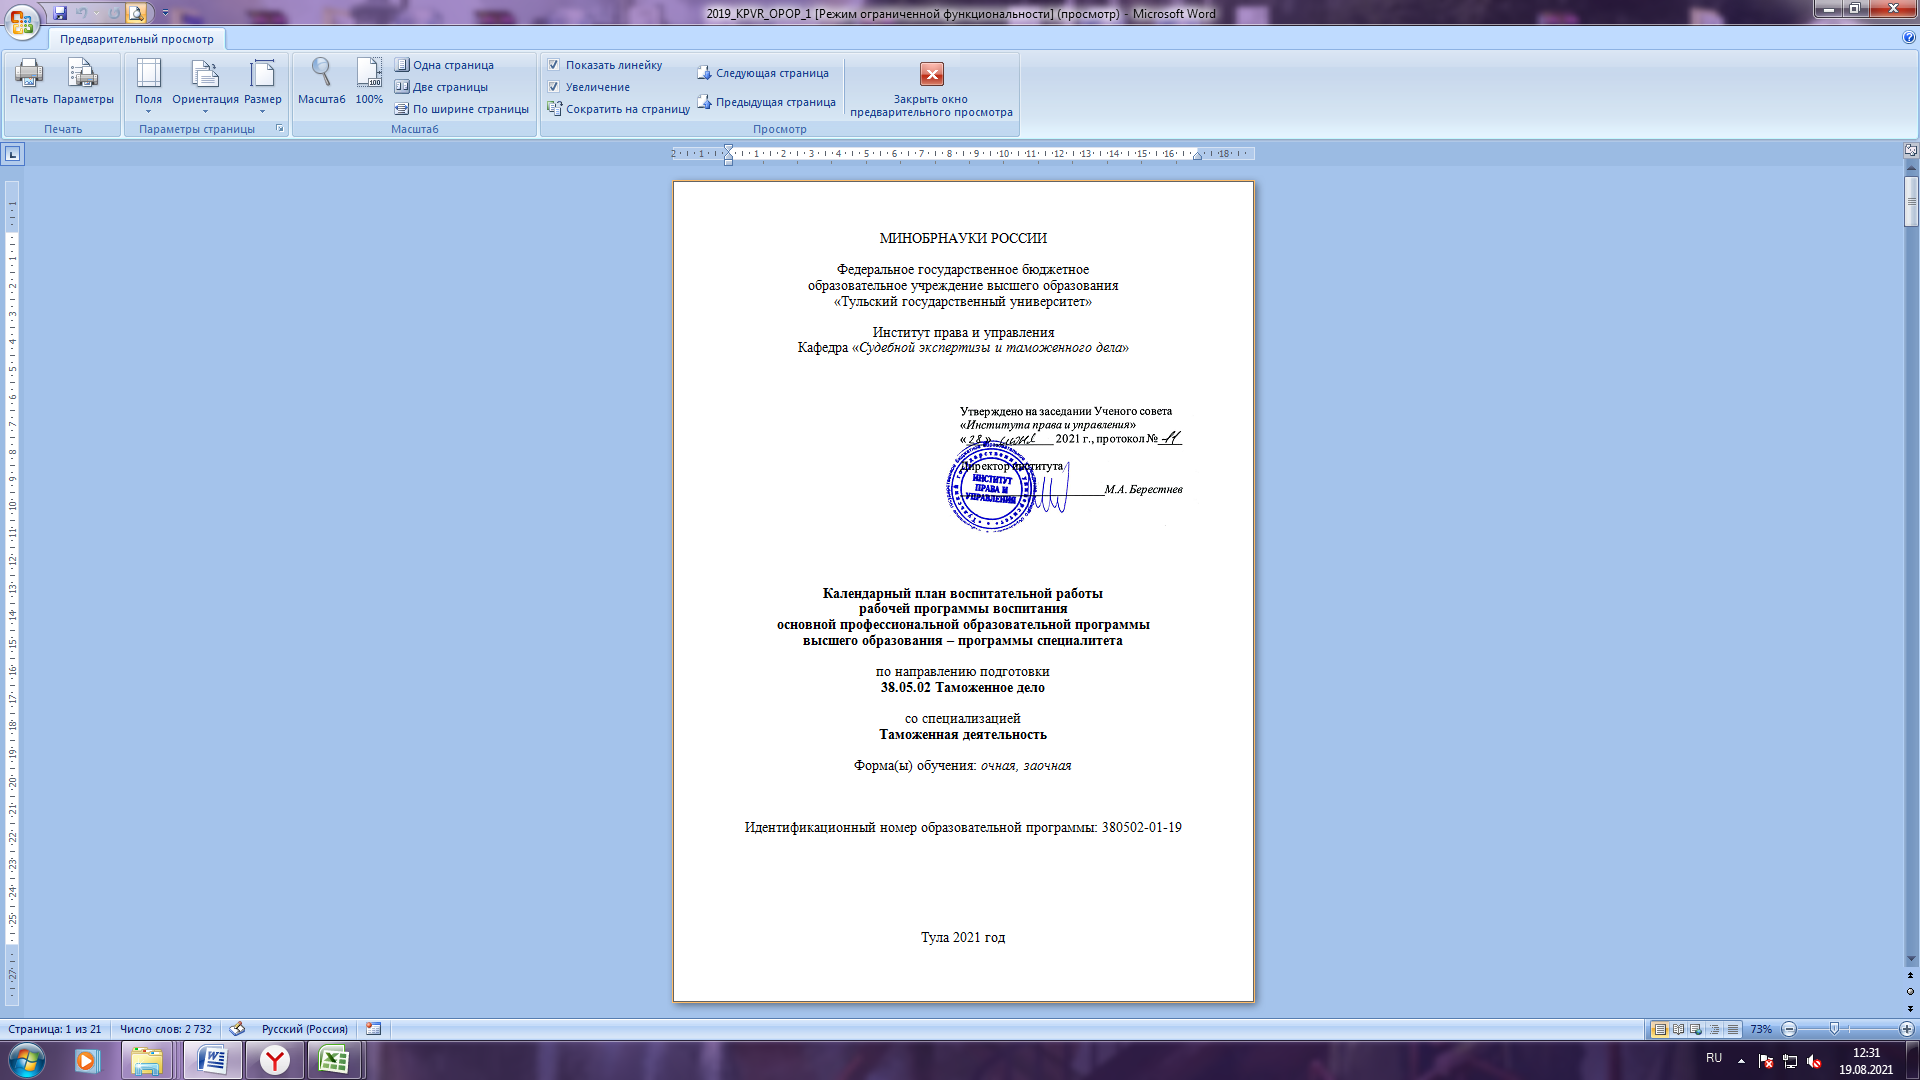 2019_KPVR_OPOP_1 [Режим ограниченной функциональности] (просмотр) - Microsoft Word
Предварительный просмотр
Печать
Параметры
Печать
Поля
Ориентация
Размер
Параметры страницы
Масштаб
100%
Одна страница
Две страницы
По ширине страницы
Масштаб
Показать линейку
Увеличение
Сократить на страницу
Следующая страница
Предыдущая страница
Закрыть окно
предварительного просмотра
Просмотр
МИНОБРНАУКИ РОССИИ
Федеральное государственное бюджетное
образовательное учреждение высшего образования
«Тульский государственный университет»
Институт права и управления
Кафедра «Судебной экспертизы и таможенного дела»
Утверждено на заседании Ученого совета
«Института права и управления»
«28» июня 2021 г., протокол № 11
Директор института
М.А. Берестнев
ИНСТИТУТ
ПРАВА И
УПРАВЛЕНИЯ
Календарный план воспитательной работы
рабочей программы воспитания
основной профессиональной образовательной программы
высшего образования – программы специалитета
по направлению подготовки
38.05.02 Таможенное дело
со специализацией
Таможенная деятельность
Форма(ы) обучения: очная, заочная
Идентификационный номер образовательной программы: 380502-01-19
Тула 2021 год
Страница: 1 из 21
Число слов: 2 732
Русский (Россия)
73%
RU
12:31
19.08.2021